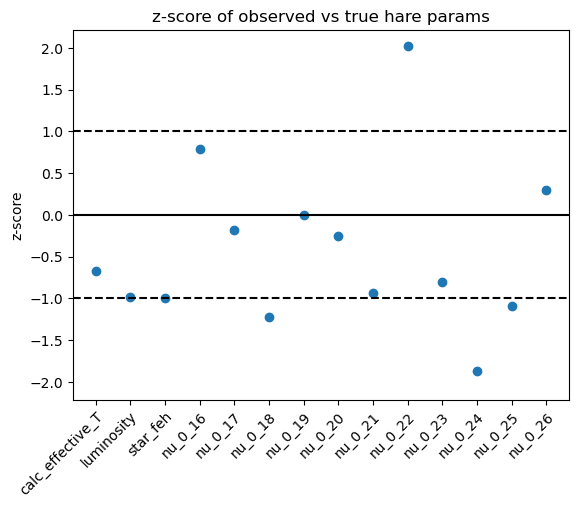 z-score of observed vs true hare params
2.0
1.5
1.0
0.5
0.0
−0.5
−1.0
−1.5
−2.0
z-score
calc_effective_T
luminosity
star_feh
nu_0_16
nu_0_17
nu_0_18
nu_0_19
nu_0_20
nu_0_21
nu_0_22
nu_0_23
nu_0_24
nu_0_25
nu_0_26